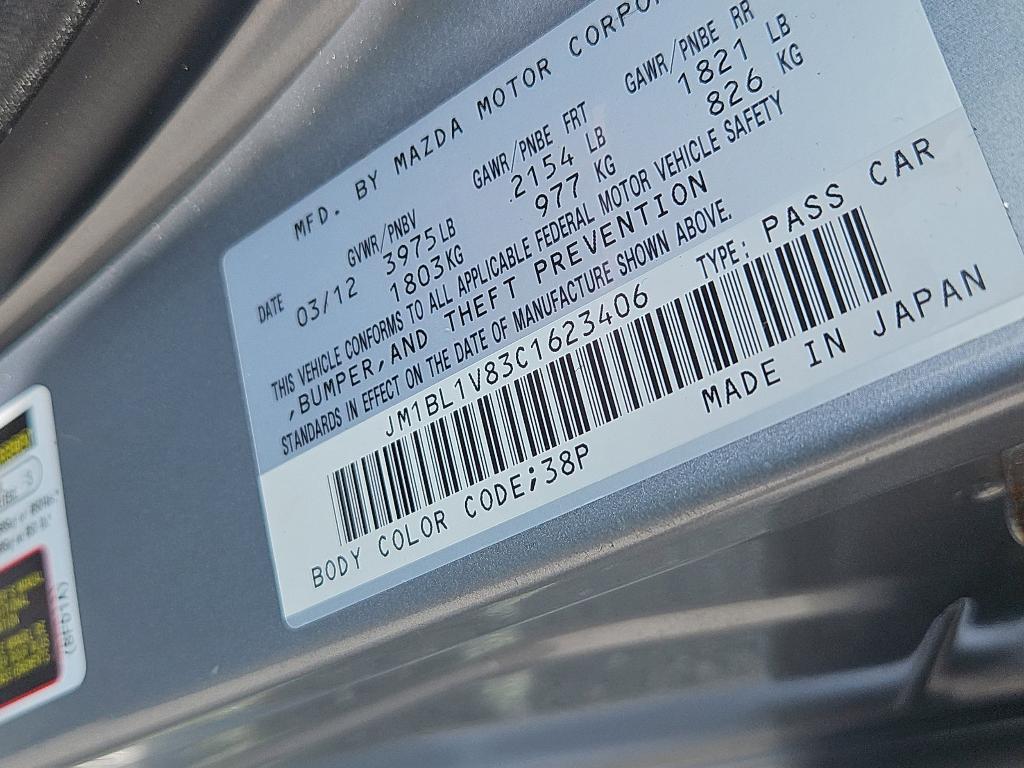 MFD. BY MAZDA MOTOR
DATE GVWR/PNBV GAWR/PNBE FRT GAWR/PNBE RR
03/12 3975LB 2154 LB 1821 LB
1803KG 977 KG 826 KG
THIS VEHICLE CONFORMS TO ALL APPLICABLE FEDERAL MOTOR VEHICLE SAFETY
,BUMPER,AND THEFT PREVENTION
STANDARDS IN EFFECT ON THE DATE OF MANUFACTURE SHOWN ABOVE.
JM1BL1V83C1623406 TYPE: PASS CAR
BODY COLOR CODE;38P MADE IN JAPAN